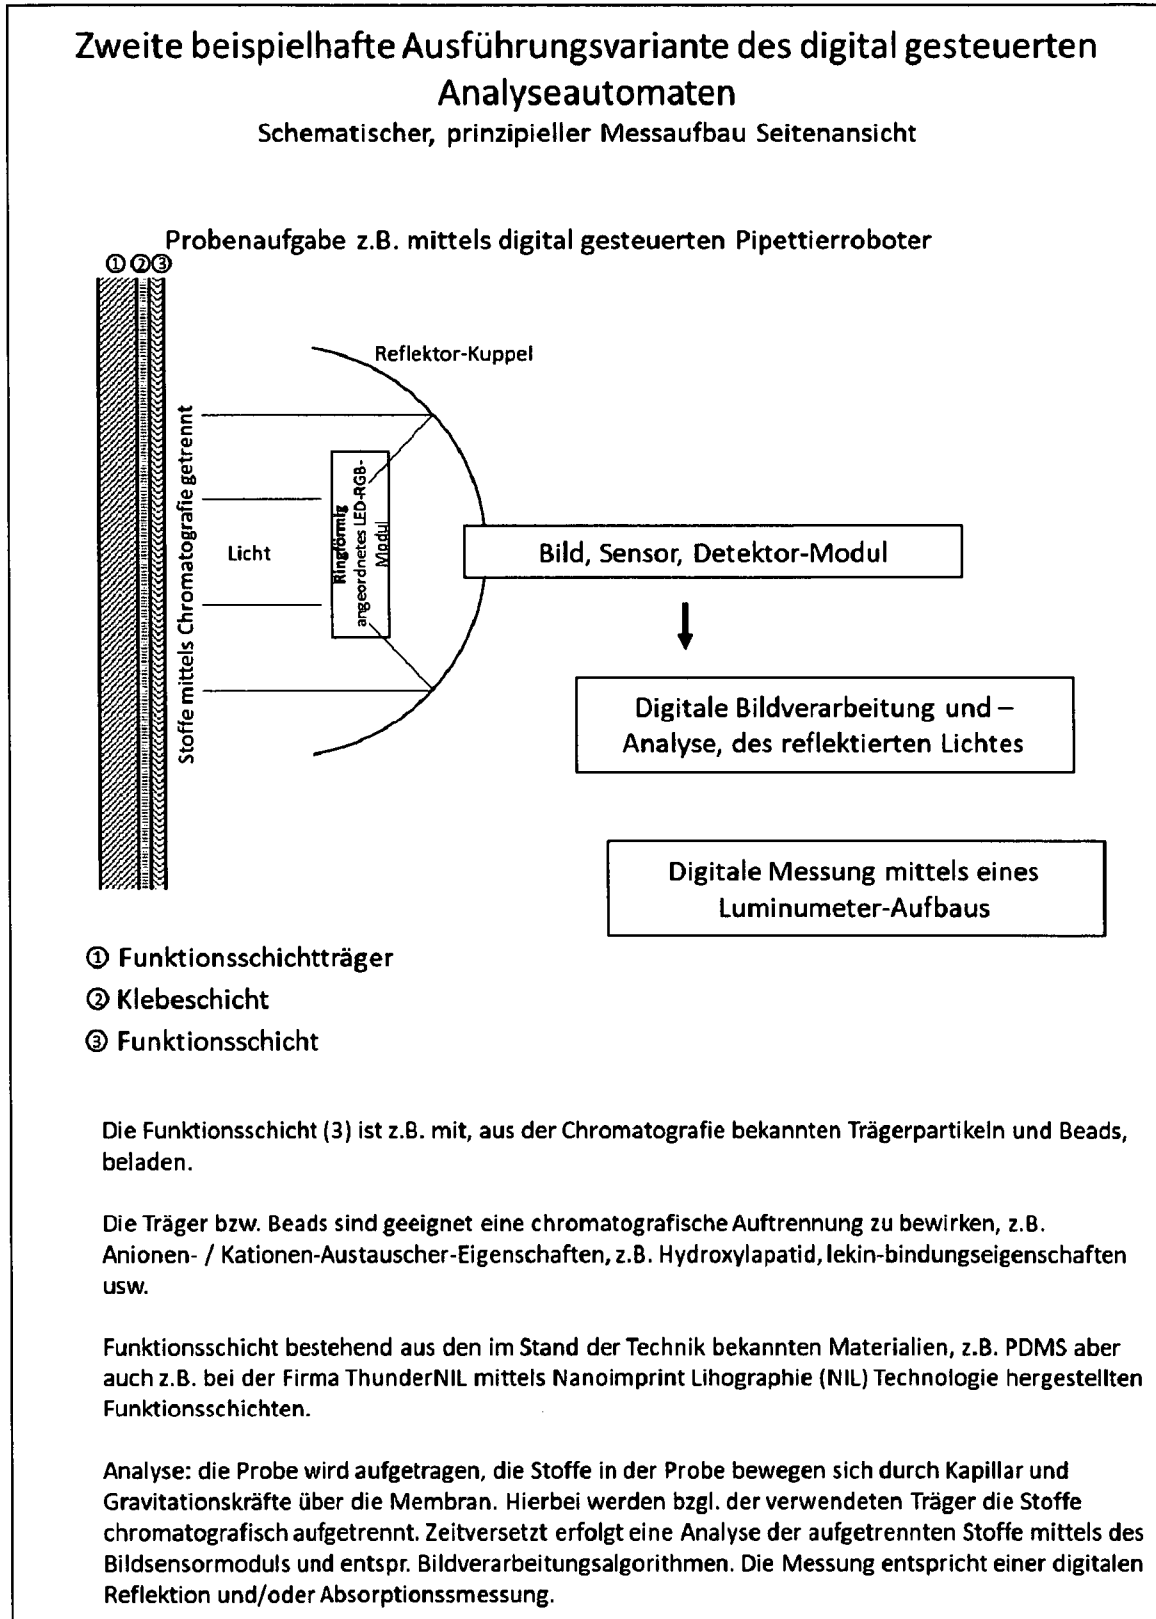 Zweite beispielhafte Ausführungsvariante des digital gesteuerten
Analyseautomaten
Schematischer, prinzipieller Messaufbau Seitenansicht
Probenaufgabe z.B. mittels digital gesteuerten Pipettierroboter
① ② ③
Reflektor-Kuppel
Stoffe mittels Chromatografie getrennt
Licht
Ringförmig
angeordnetes LED-RGB-
Modul
Bild, Sensor, Detektor-Modul
Digitale Bildverarbeitung und –
Analyse, des reflektierten Lichtes
Digitale Messung mittels eines
Luminumeter-Aufbaus
① Funktionsschichtträger
② Klebeschicht
③ Funktionsschicht
Die Funktionsschicht (3) ist z.B. mit, aus der Chromatografie bekannten Trägerpartikeln und Beads,
beladen.
Die Träger bzw. Beads sind geeignet eine chromatografische Auftrennung zu bewirken, z.B.
Anionen- / Kationen-Austauscher-Eigenschaften, z.B. Hydroxylapatid, lekin-bindungseigenschaften
usw.
Funktionsschicht bestehend aus den im Stand der Technik bekannten Materialien, z.B. PDMS aber
auch z.B. bei der Firma ThunderNIL mittels Nanoimprint Lihographie (NIL) Technologie hergestellten
Funktionsschichten.
Analyse: die Probe wird aufgetragen, die Stoffe in der Probe bewegen sich durch Kapillar und
Gravitationskräfte über die Membran. Hierbei werden bzgl. der verwendeten Träger die Stoffe
chromatografisch aufgetrennt. Zeitversetzt erfolgt eine Analyse der aufgetrennten Stoffe mittels des
Bildsensormoduls und entspr. Bildverarbeitungsalgorithmen. Die Messung entspricht einer digitalen
Reflektion und/oder Absorptionssmessung.